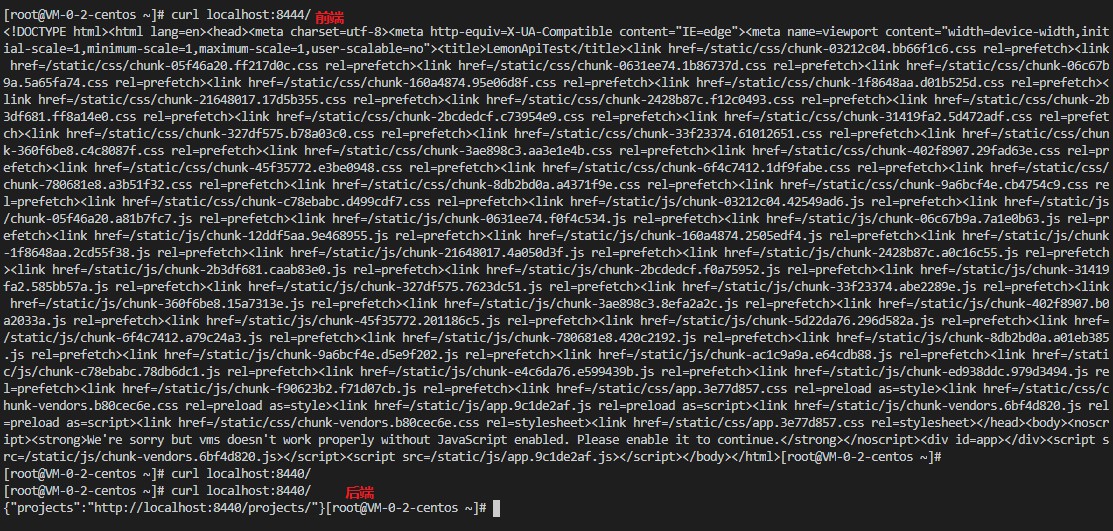 [root@VM-0-2-centos ~]# curl localhost:8444/ 前端
<!DOCTYPE html><html lang=en><head><meta charset=utf-8><meta http-equiv=X-UA-Compatible content="IE=edge"><meta name=viewport content="width=device-width,init
ial-scale=1,minimum-scale=1,maximum-scale=1,user-scalable=no"><title>LemonApiTest</title><link href=/static/css/chunk-03212c04.bb66f1c6.css rel=prefetch><link
 href=/static/css/chunk-05f46a20.ff217d0c.css rel=prefetch><link href=/static/css/chunk-0631ee74.1b86737d.css rel=prefetch><link href=/static/css/chunk-06c67b
9a.5a65fa74.css rel=prefetch><link href=/static/css/chunk-160a4874.95e06d8f.css rel=prefetch><link href=/static/css/chunk-1f8648aa.d01b525d.css rel=prefetch><
link href=/static/css/chunk-21648017.17d5b355.css rel=prefetch><link href=/static/css/chunk-2428b87c.f12c0493.css rel=prefetch><link href=/static/css/chunk-2b
3df681.ff8a14e0.css rel=prefetch><link href=/static/css/chunk-2bcdedcf.c73954e9.css rel=prefetch><link href=/static/css/chunk-31419fa2.5d472adf.css rel=prefet
ch><link href=/static/css/chunk-327df575.b78a03c0.css rel=prefetch><link href=/static/css/chunk-33f23374.61012651.css rel=prefetch><link href=/static/css/chun
k-360f6be8.c4c8087f.css rel=prefetch><link href=/static/css/chunk-3ae898c3.aa3e1e4b.css rel=prefetch><link href=/static/css/chunk-402f8907.29fad63e.css rel=pr
efetch><link href=/static/css/chunk-45f35772.e3be0948.css rel=prefetch><link href=/static/css/chunk-6f4c7412.1df9fabe.css rel=prefetch><link href=/static/css/
chunk-780681e8.a3b51f32.css rel=prefetch><link href=/static/css/chunk-8db2bd0a.a4371f9e.css rel=prefetch><link href=/static/css/chunk-9a6bcf4e.cb4754c9.css re
l=prefetch><link href=/static/css/chunk-c78ebabc.d499cdf7.css rel=prefetch><link href=/static/js/chunk-03212c04.42549ad6.js rel=prefetch><link href=/static/js
/chunk-05f46a20.a81b7fc7.js rel=prefetch><link href=/static/js/chunk-0631ee74.f0f4c534.js rel=prefetch><link href=/static/js/chunk-06c67b9a.7a1e0b63.js rel=pr
efetch><link href=/static/js/chunk-12ddf5aa.9e468955.js rel=prefetch><link href=/static/js/chunk-160a4874.2505edf4.js rel=prefetch><link href=/static/js/chunk
-1f8648aa.2cd55f38.js rel=prefetch><link href=/static/js/chunk-21648017.4a050d3f.js rel=prefetch><link href=/static/js/chunk-2428b87c.a0c16c55.js rel=prefetch
><link href=/static/js/chunk-2b3df681.caab83e0.js rel=prefetch><link href=/static/js/chunk-2bcdedcf.f0a75952.js rel=prefetch><link href=/static/js/chunk-31419
fa2.585bb57a.js rel=prefetch><link href=/static/js/chunk-327df575.7623dc51.js rel=prefetch><link href=/static/js/chunk-33f23374.abe2289e.js rel=prefetch><link
 href=/static/js/chunk-360f6be8.15a7313e.js rel=prefetch><link href=/static/js/chunk-3ae898c3.8efa2a2c.js rel=prefetch><link href=/static/js/chunk-402f8907.b0
a2033a.js rel=prefetch><link href=/static/js/chunk-45f35772.201186c5.js rel=prefetch><link href=/static/js/chunk-5d22da76.296d582a.js rel=prefetch><link href=
/static/js/chunk-6f4c7412.a79c24a3.js rel=prefetch><link href=/static/js/chunk-780681e8.420c2192.js rel=prefetch><link href=/static/js/chunk-8db2bd0a.a01eb385
.js rel=prefetch><link href=/static/js/chunk-9a6bcf4e.d5e9f202.js rel=prefetch><link href=/static/js/chunk-ac1c9a9a.e64cdb88.js rel=prefetch><link href=/stati
c/js/chunk-c78ebabc.78db6dc1.js rel=prefetch><link href=/static/js/chunk-e4c6da76.e599439b.js rel=prefetch><link href=/static/js/chunk-ed938ddc.979d3494.js re
l=prefetch><link href=/static/js/chunk-f90623b2.f71d07cb.js rel=prefetch><link href=/static/css/app.3e77d857.css rel=preload as=style><link href=/static/css/c
hunk-vendors.b80cec6e.css rel=preload as=style><link href=/static/js/app.9c1de2af.js rel=preload as=script><link href=/static/js/chunk-vendors.6bf4d820.js rel
=preload as=script><link href=/static/css/chunk-vendors.b80cec6e.css rel=stylesheet><link href=/static/css/app.3e77d857.css rel=stylesheet></head><body><noscr
ipt><strong>We're sorry but vms doesn't work properly without JavaScript enabled. Please enable it to continue.</strong></noscript><div id=app></div><script s
rc=/static/js/chunk-vendors.6bf4d820.js></script><script src=/static/js/app.9c1de2af.js></script></body></html>[root@VM-0-2-centos ~]#
[root@VM-0-2-centos ~]# curl localhost:8440/
[root@VM-0-2-centos ~]# curl localhost:8440/ 后端
{"projects":"http://localhost:8440/projects/"}[root@VM-0-2-centos ~]#